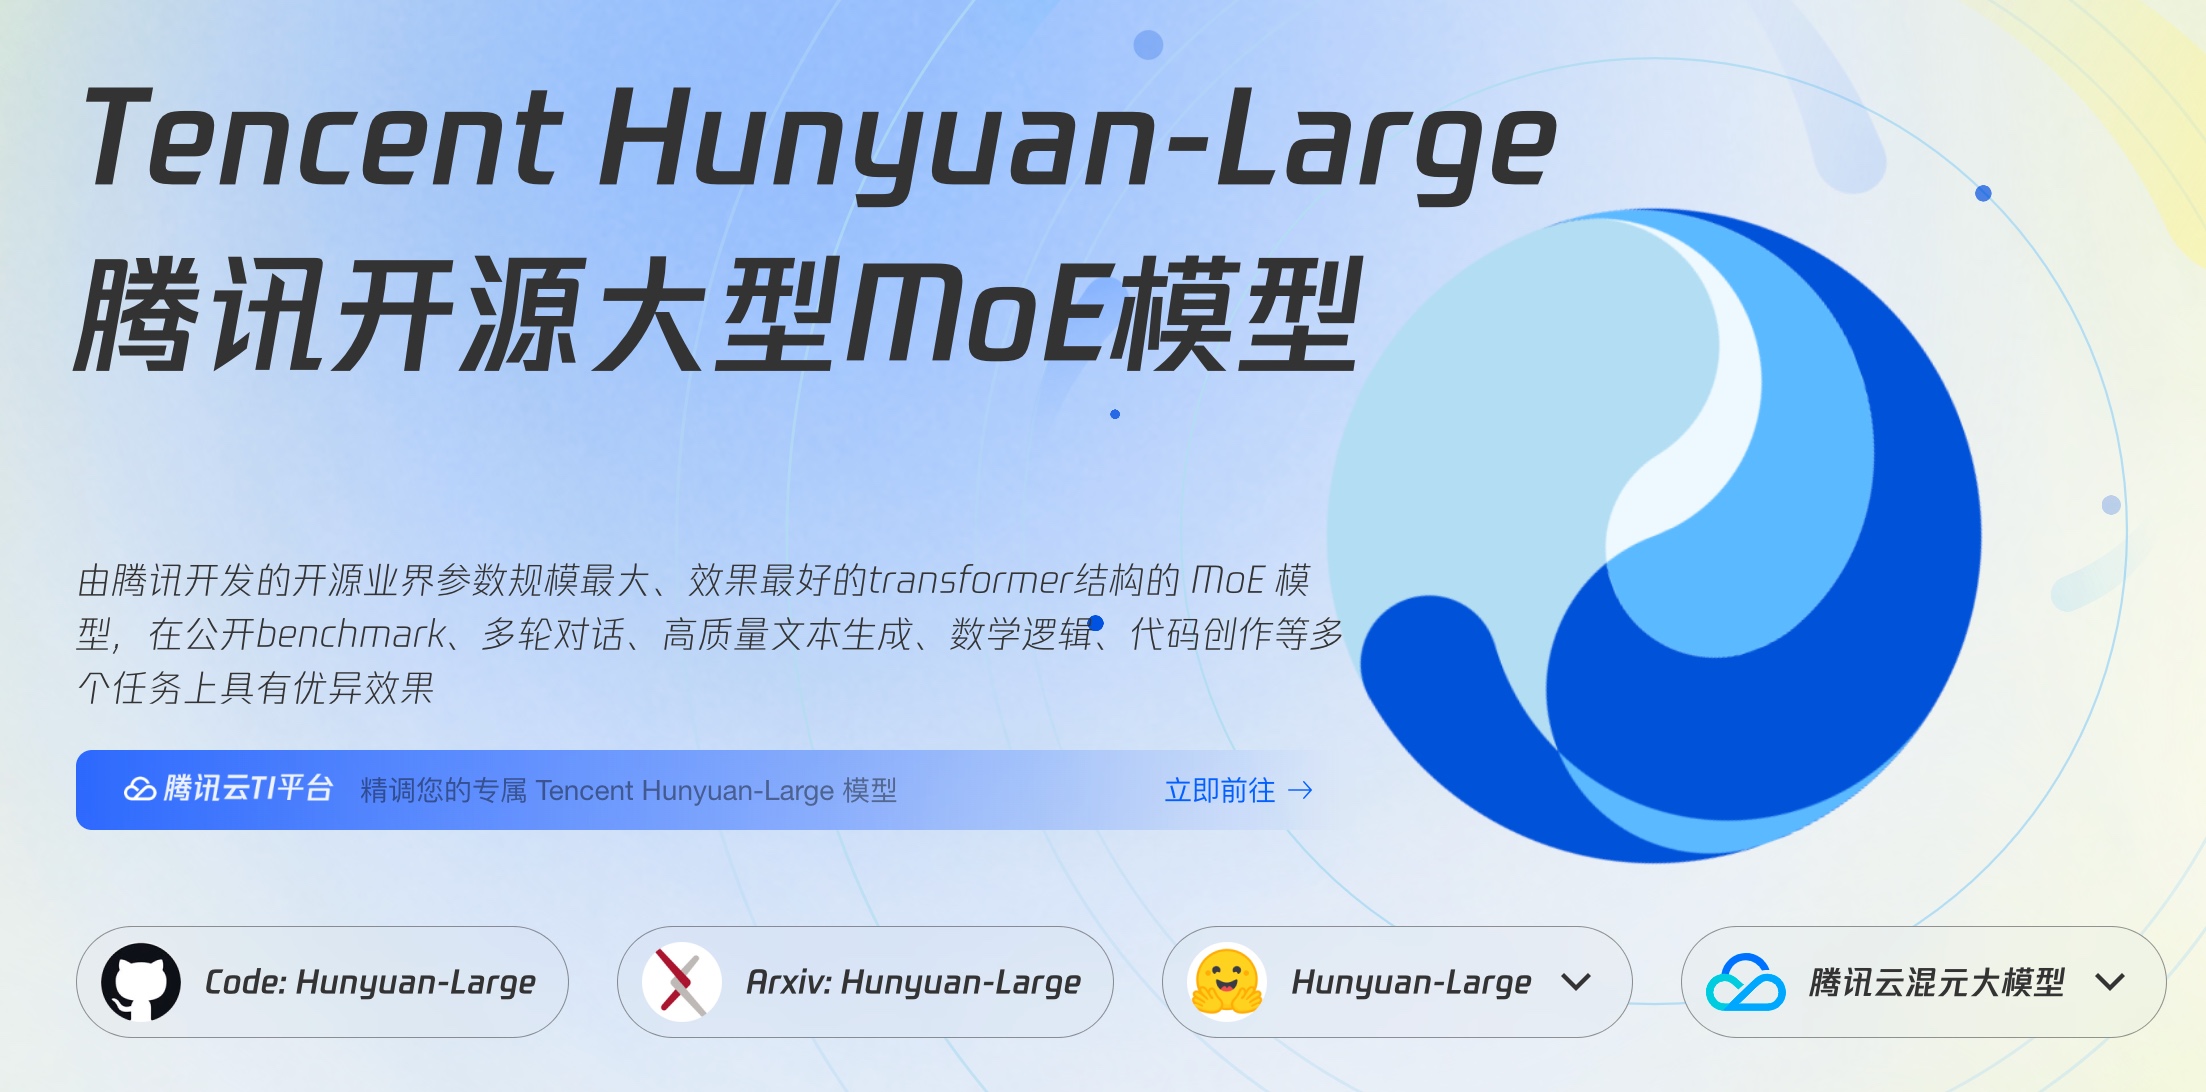 Tencent Hunyuan-Large
腾讯开源大型MoE模型
由腾讯开发的开源业界参数规模最大、效果最好的transformer结构的 MoE 模
型，在公开benchmark、多轮对话、高质量文本生成、数学逻辑、代码创作等多
个任务上具有优异效果
腾讯云TI平台 精调您的专属 Tencent Hunyuan-Large 模型 立即前往 →
Code: Hunyuan-Large
Arxiv: Hunyuan-Large
Hunyuan-Large
腾讯云混元大模型